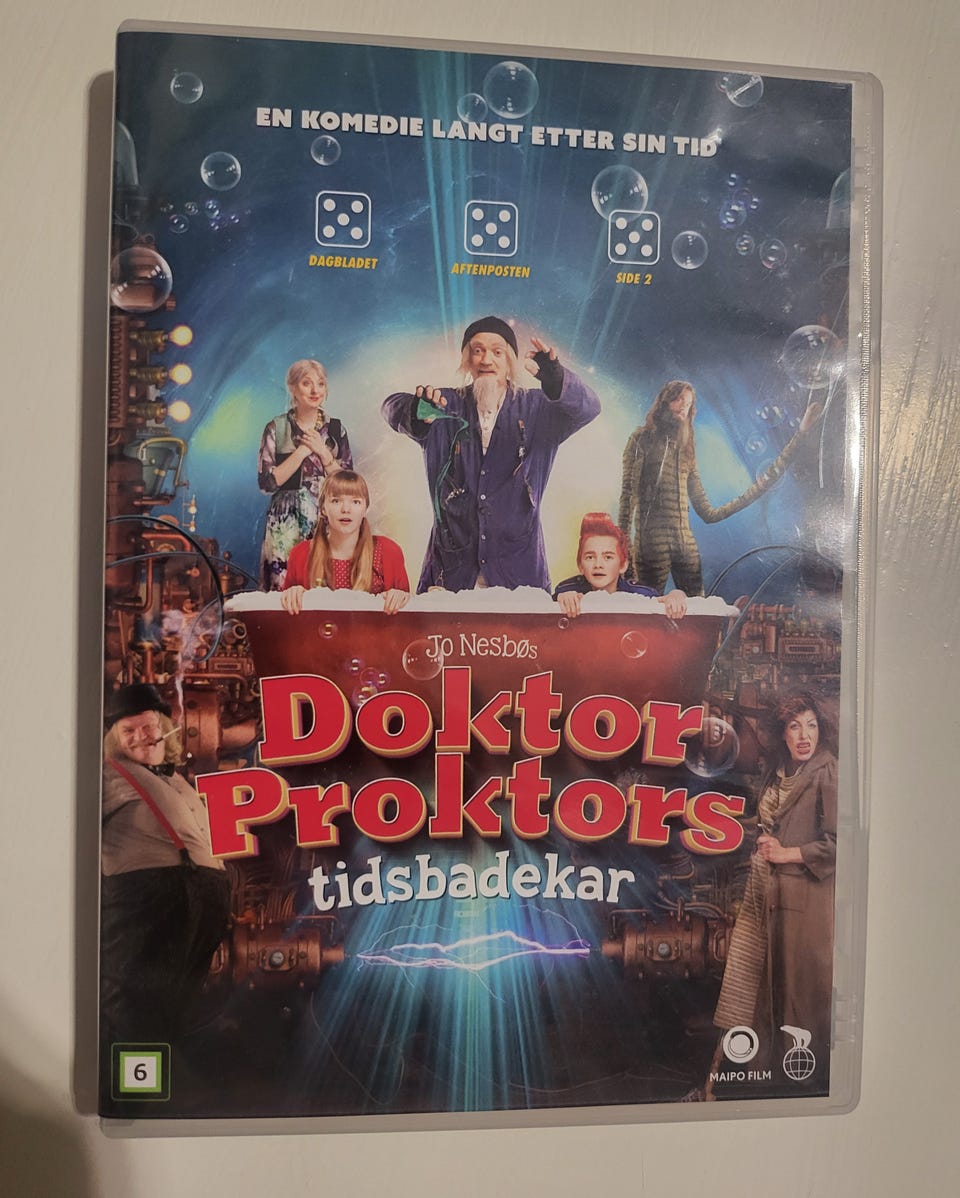 EN KOMEDIE LANGT ETTER SIN TID
DAGBLADET
AFTENPOSTEN
SIDE 2
Jo Nesbøs
Doktor
Proktors
tidsbadekar
6
MAIPO FILM